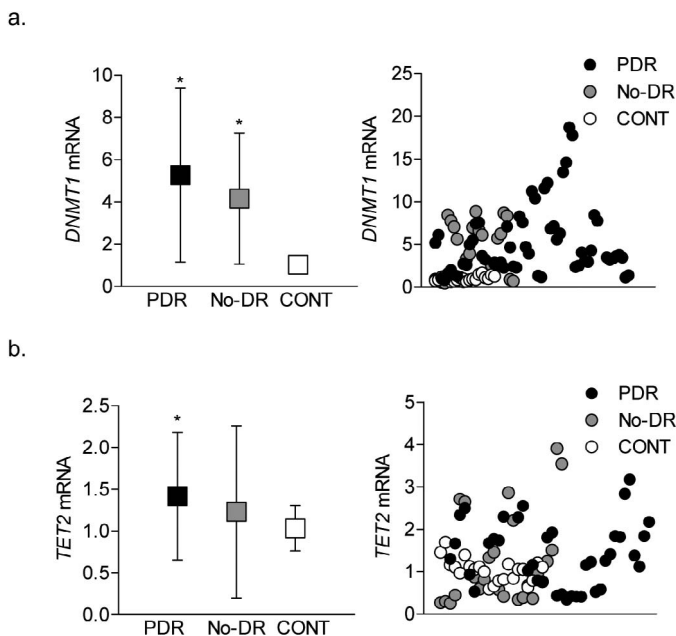 a.
DNMT1 mRNA
10
8
6
4
2
0
*
*
PDR No-DR CONT
DNMT1 mRNA
25
20
15
10
5
0
PDR
No-DR
CONT
b.
TET2 mRNA
2.5
2.0
1.5
1.0
0.5
0.0
*
PDR No-DR CONT
TET2 mRNA
5
4
3
2
1
0
PDR
No-DR
CONT